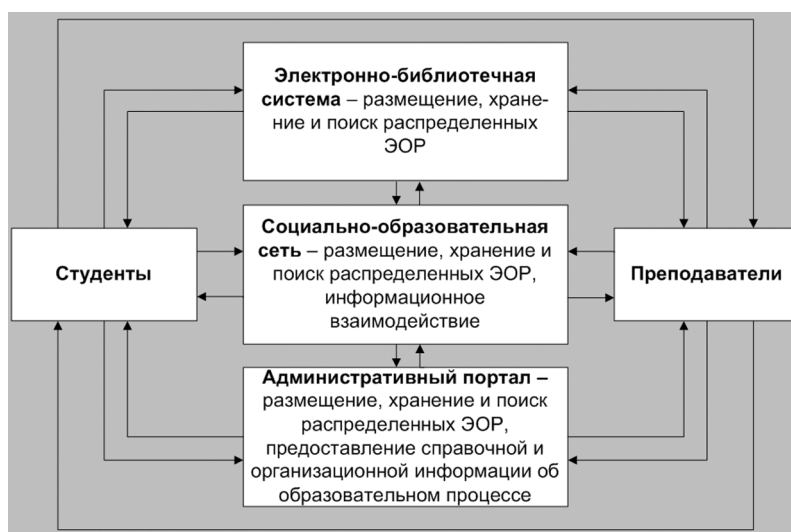 Электронно-библиотечная
система – размещение, хране-
ние и поиск распределенных
ЭОР
Социально-образовательная
сеть – размещение, хранение и
поиск распределенных ЭОР,
информационное
взаимодействие
Студенты
Преподаватели
Административный портал –
размещение, хранение и поиск
распределенных ЭОР,
предоставление справочной и
организационной информации об
образовательном процессе